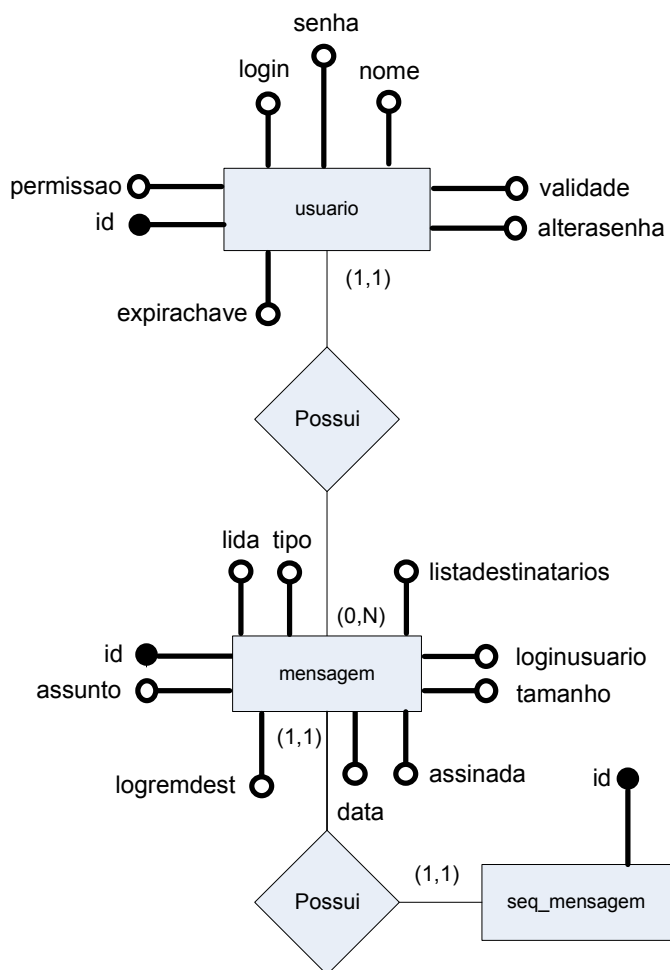 senha
login
nome
permissao
validade
usuario
id
alterasenha
(1,1)
expirachave
Possui
lida
tipo
listadestinatarios
(0,N)
id
loginusuario
mensagem
assunto
tamanho
(1,1)
logremdest
data
assinada
id
(1,1)
Possui
seq_mensagem